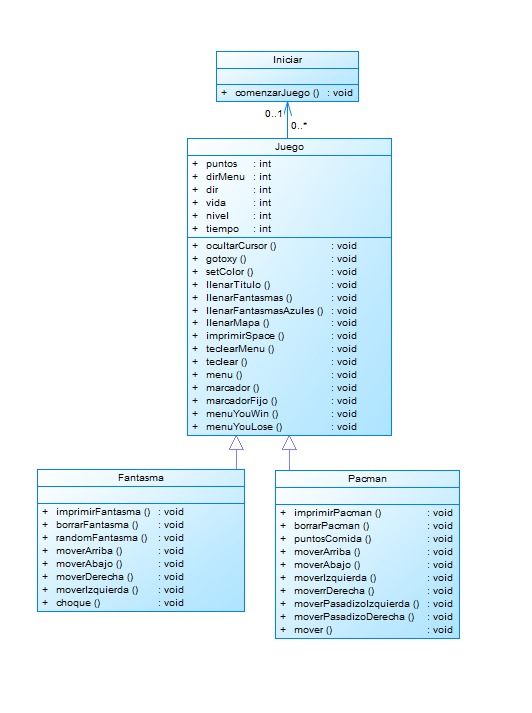 Iniciar
+ comenzarJuego () : void
0..1
0..*
Juego
+ puntos : int
+ dirMenu : int
+ dir : int
+ vida : int
+ nivel : int
+ tiempo : int
+ ocultarCursor () : void
+ gotoxy () : void
+ setColor () : void
+ llenarTitulo () : void
+ llenarFantasmas () : void
+ llenarFantasmasAzules () : void
+ llenarMapa () : void
+ imprimirSpace () : void
+ teclearMenu () : void
+ teclear () : void
+ menu () : void
+ marcador () : void
+ marcadorFijo () : void
+ menuYouWin () : void
+ menuYouLose () : void
Fantasma
+ imprimirFantasma () : void
+ borrarFantasma () : void
+ randomFantasma () : void
+ moverArriba () : void
+ moverAbajo () : void
+ moverDerecha () : void
+ moverIzquierda () : void
+ choque () : void
Pacman
+ imprimirPacman () : void
+ borrarPacman () : void
+ puntosComida () : void
+ moverArriba () : void
+ moverAbajo () : void
+ moverIzquierda () : void
+ moverrDerecha () : void
+ moverPasadizoIzquierda () : void
+ moverPasadizoDerecha () : void
+ mover () : void